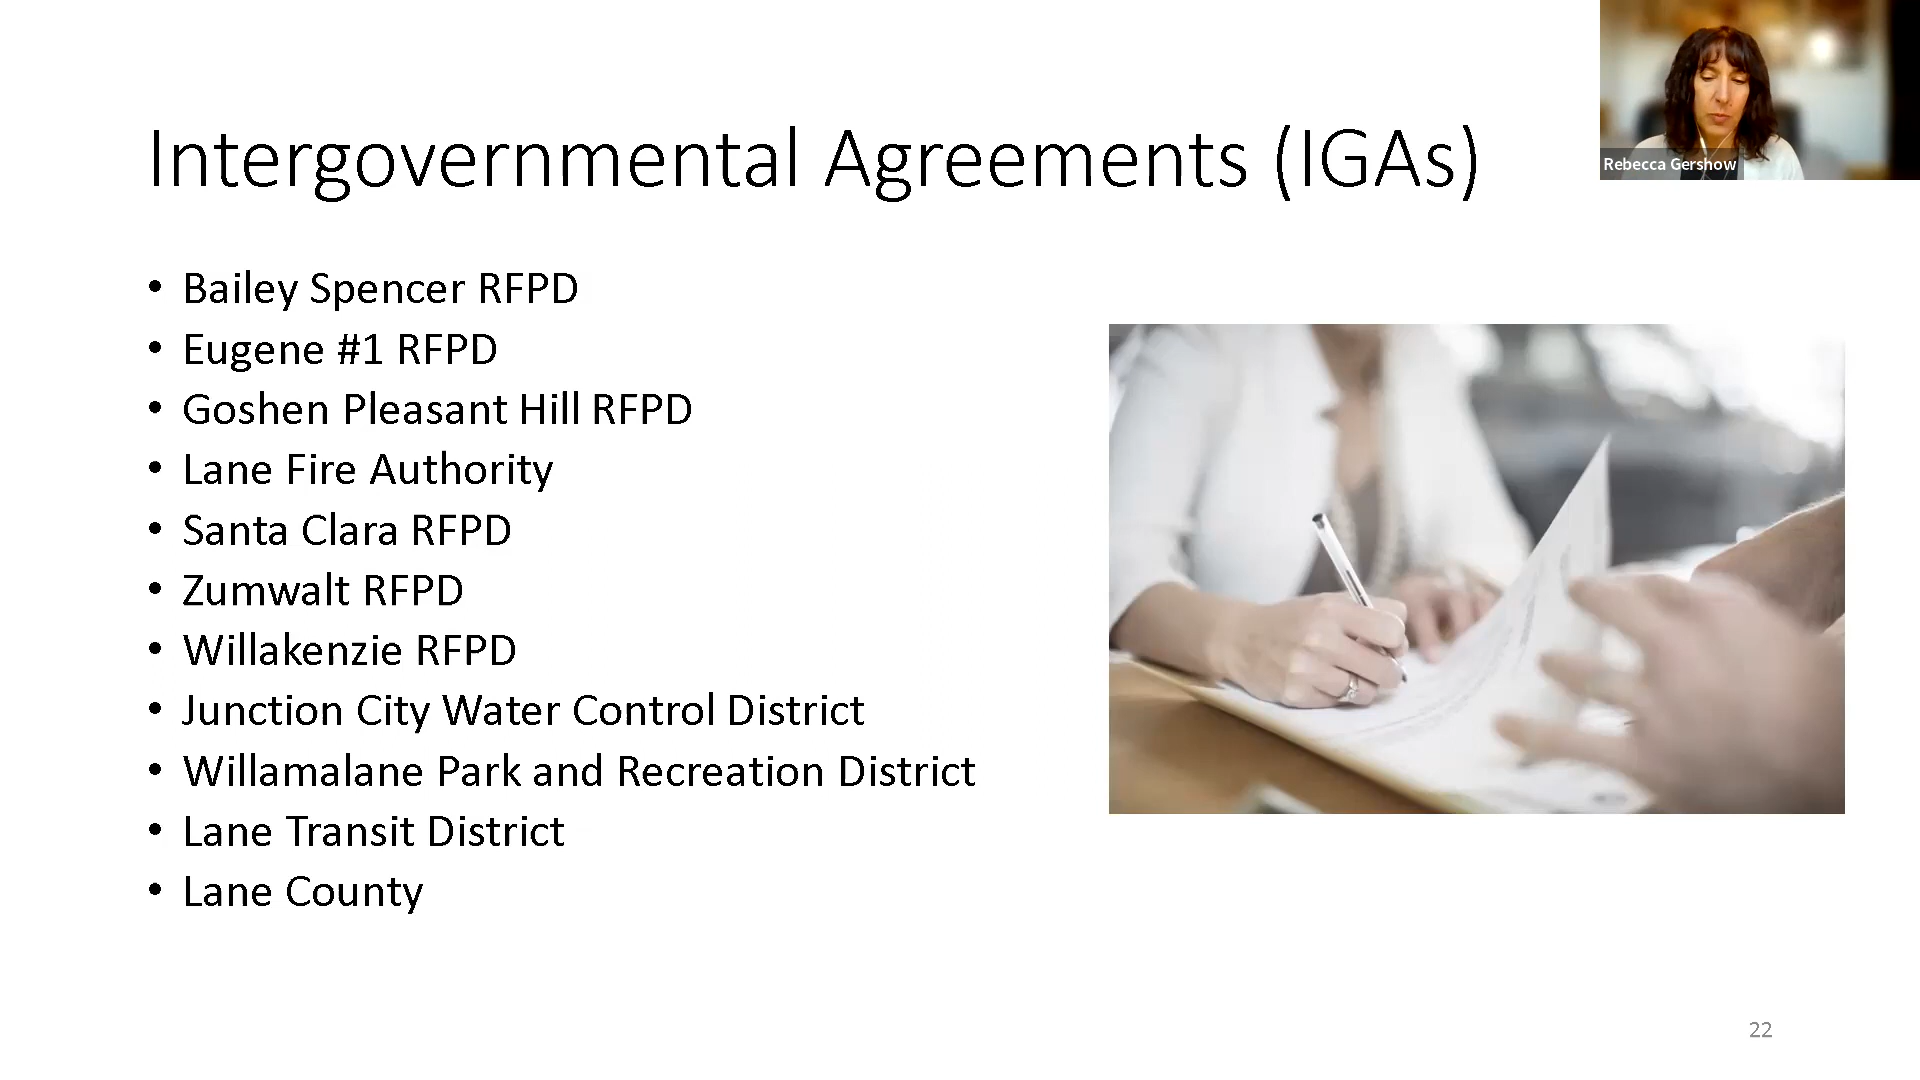 Intergovernmental Agreements (IGAs)
Rebecca Gershow
• Bailey Spencer RFPD
• Eugene #1 RFPD
• Goshen Pleasant Hill RFPD
• Lane Fire Authority
• Santa Clara RFPD
• Zumwalt RFPD
• Willakenzie RFPD
• Junction City Water Control District
• Willamalane Park and Recreation District
• Lane Transit District
• Lane County
22